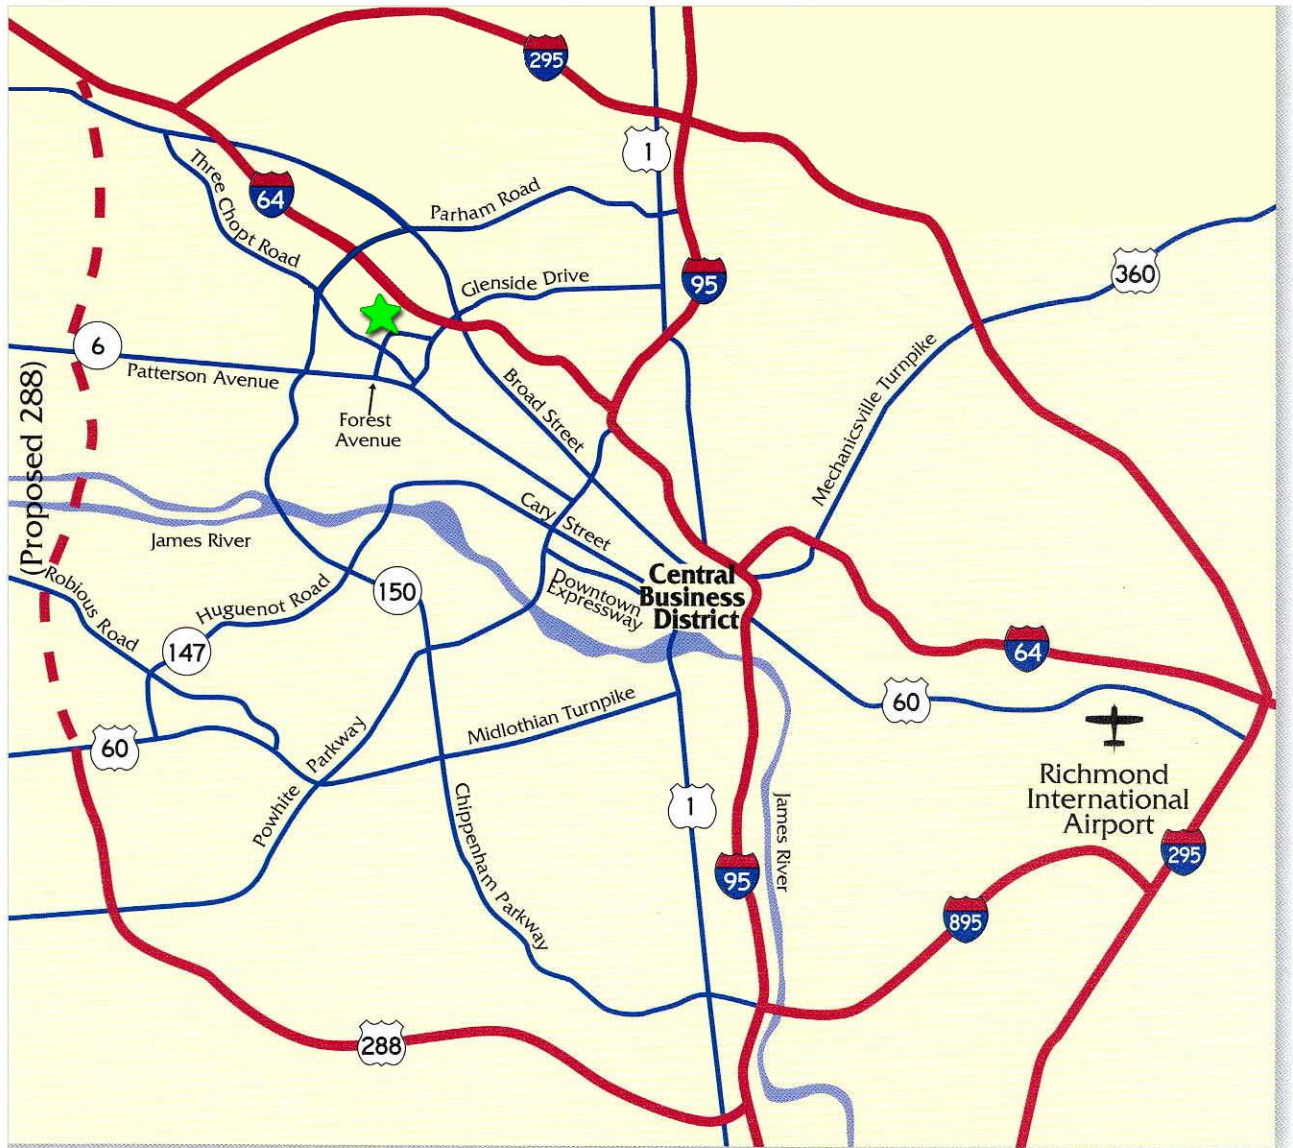 295
1
64
Three Chopt Road
Parham Road
95
Glenside Drive
360
6
Patterson Avenue
Forest
Avenue
Broad Street
Mechanicsville Turnpike
(Proposed 288)
James River
Cary Street
Robious Road
Huguenot Road
150
Downtown
Expressway
Central
Business
District
147
64
60
60
Midlothian Turnpike
Powhite Parkway
Richmond
International
Airport
1
Chippenham Parkway
James River
295
95
895
288